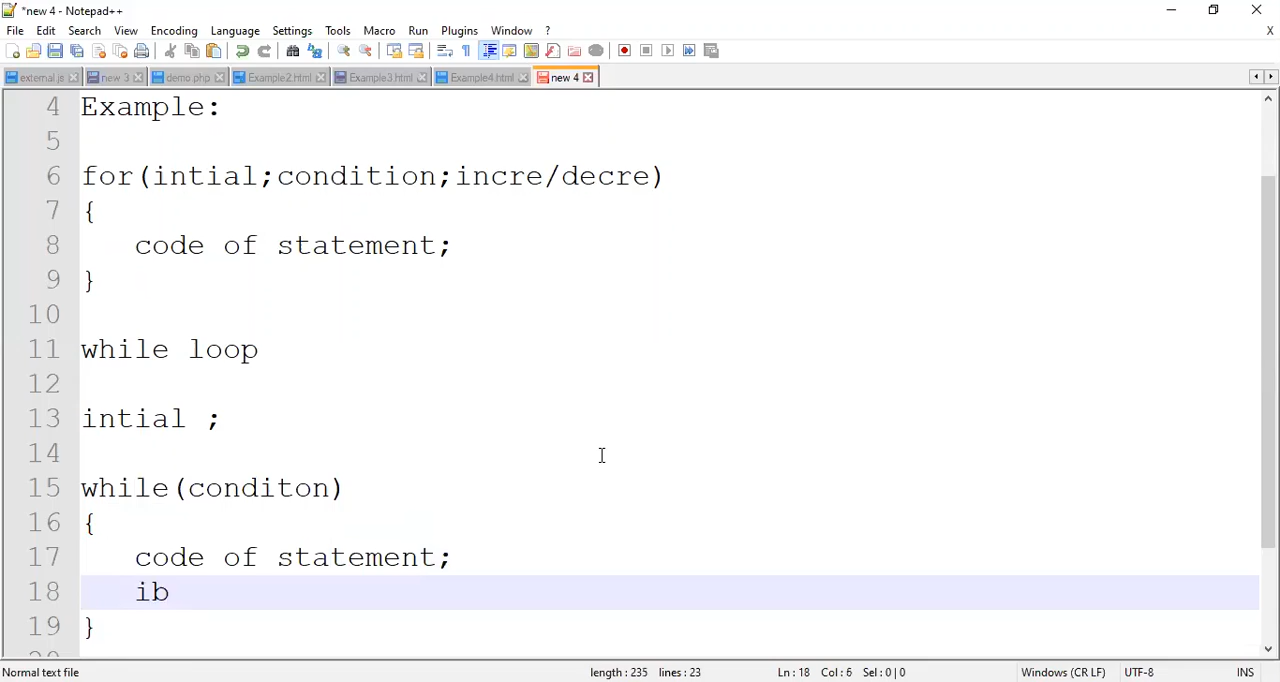 *new 4 - Notepad++
File Edit Search View Encoding Language Settings Tools Macro Run Plugins Window ? X
external.js new 3 demo.php Example2.html Example3.html Example4.html new 4
4 Example:
5
6 for(intial;condition;incre/decre)
7 {
8 code of statement;
9 }
10
11 while loop
12
13 intial ;
14
15 while(conditon)
16 {
17 code of statement;
18 ib
19 }
Normal text file length : 235 lines : 23 Ln : 18 Col : 6 Sel : 0 | 0 Windows (CR LF) UTF-8 INS